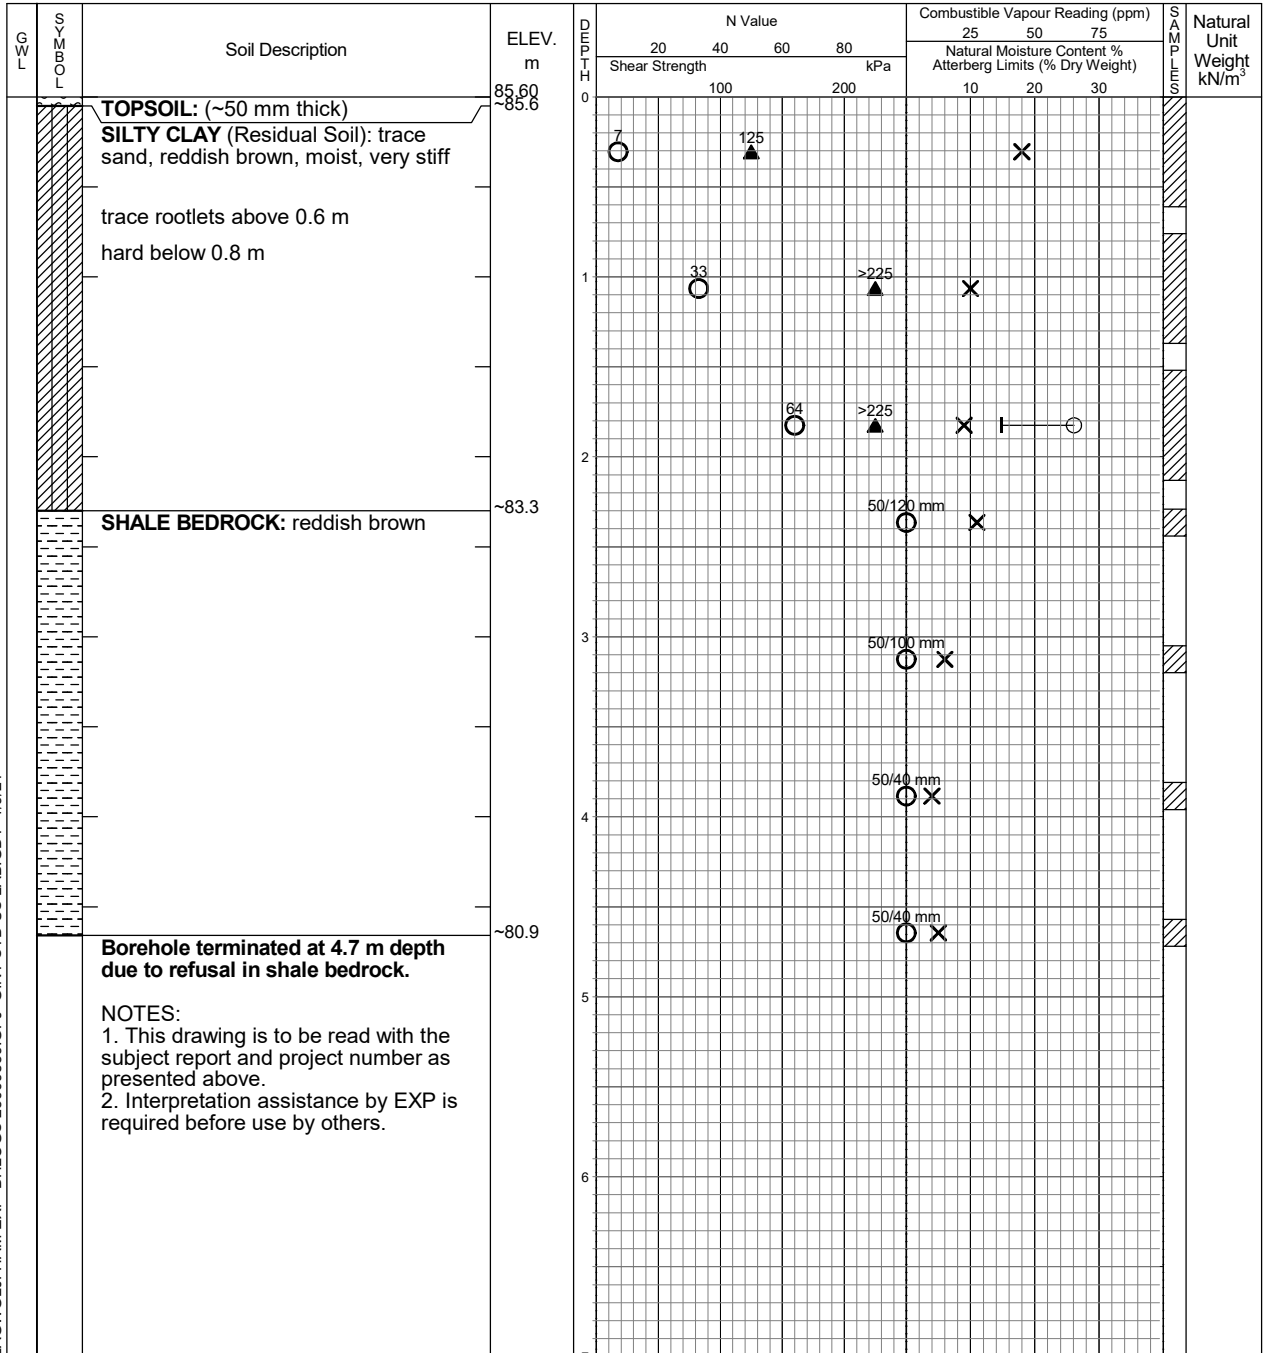 GWL
SYMBOL
Soil Description
ELEV.
m
DEPTH
N Value
20 40 60 80
Shear Strength kPa
100 200
Combustible Vapour Reading (ppm)
25 50 75
Natural Moisture Content %
Atterberg Limits (% Dry Weight)
10 20 30
SAMPLES
Natural
Unit
Weight
kN/m³
85.60
0
TOPSOIL: (~50 mm thick)
~85.6
SILTY CLAY (Residual Soil): trace
sand, reddish brown, moist, very stiff
7 125
trace rootlets above 0.6 m
hard below 0.8 m
33 >225
1
64 >225
2
50/120 mm
~83.3
SHALE BEDROCK: reddish brown
3
50/100 mm
50/40 mm
4
50/40 mm
~80.9
Borehole terminated at 4.7 m depth
due to refusal in shale bedrock.
5
NOTES:
1. This drawing is to be read with the
subject report and project number as
presented above.
2. Interpretation assistance by EXP is
required before use by others.
6